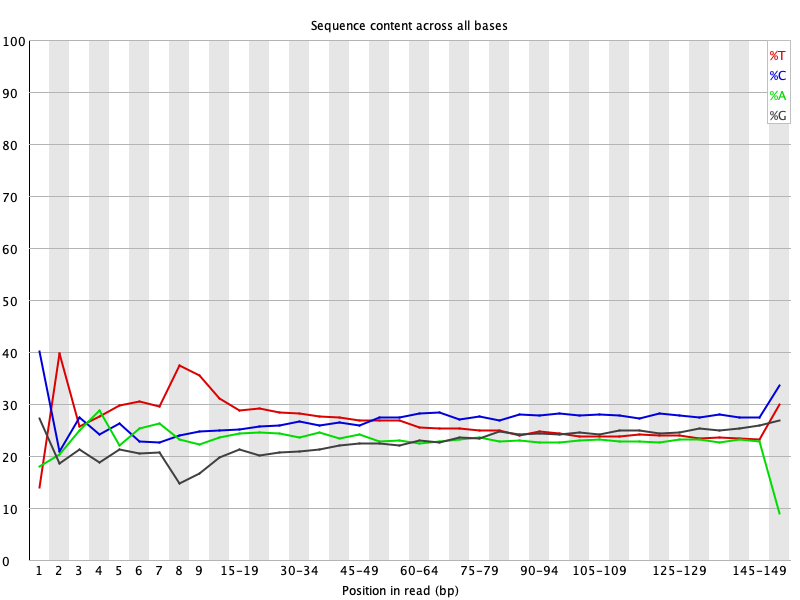 Sequence content across all bases
100
90
80
70
60
50
40
30
20
10
0
%T
%C
%A
%G
1 2 3 4 5 6 7 8 9 15-19 30-34 45-49 60-64 75-79 90-94 105-109 125-129 145-149
Position in read (bp)